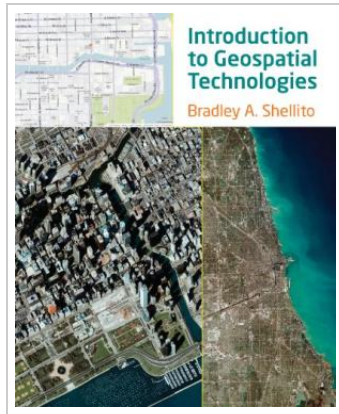 Introduction
to Geospatial
Technologies
Bradley A. Shellito